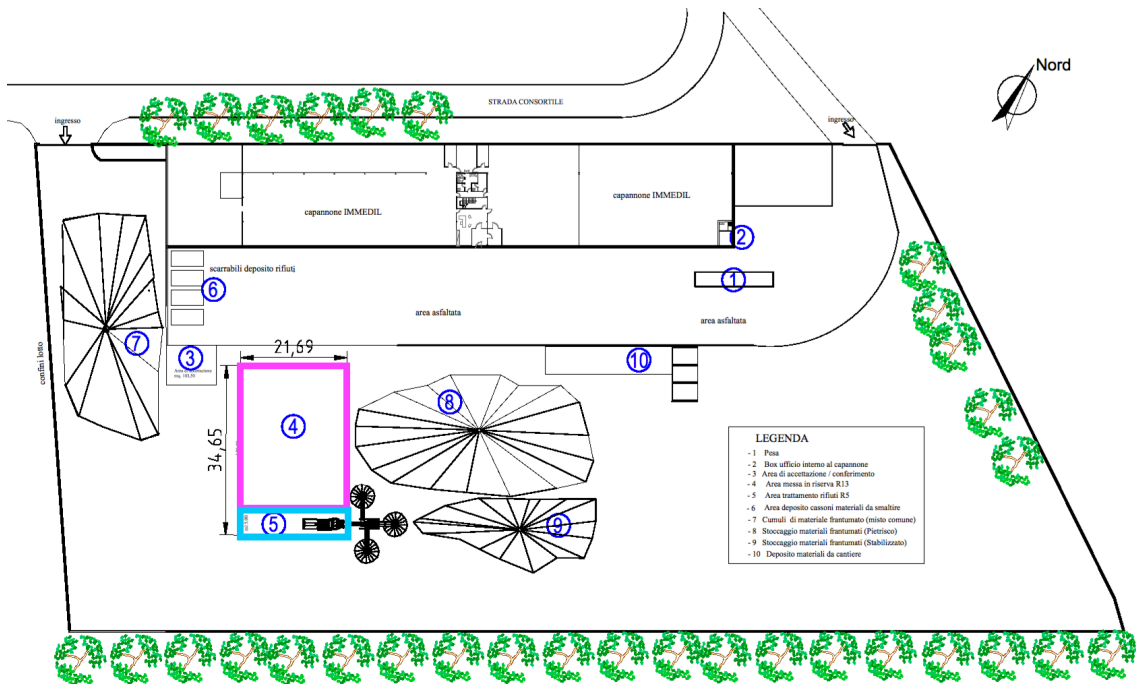 Nord
STRADA CONSORTILE
ingresso
ingresso
capannone IMMEDIL
capannone IMMEDIL
2
scarrabili deposito rifiuti
1
6
area asfaltata
area asfaltata
7
3
21,69
10
confini lotto
8
4
34,65
5
9
LEGENDA
- 1 Pesa
- 2 Box ufficio interno al capannone
- 3 Area di accettazione / conferimento
- 4 Area messa in riserva R13
- 5 Area trattamento rifiuti R5
- 6 Area deposito cassoni materiali da smaltire
- 7 Cumuli di materiale frantumato (misto comune)
- 8 Stoccaggio materiali frantumati (Pietrisco)
- 9 Stoccaggio materiali frantumati (Stabilizzato)
- 10 Deposito materiali da cantiere